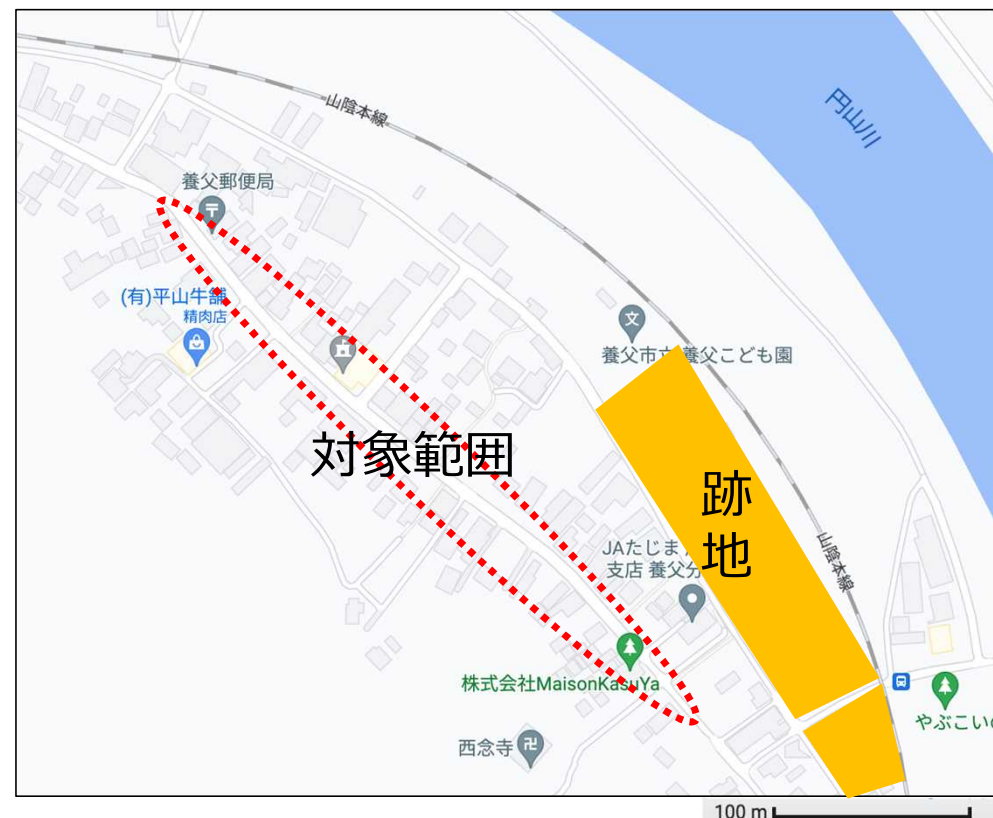 山陰本線
円山川
養父郵便局
(有)平山牛舗
精肉店
養父市立養父こども園
対象範囲
跡
地
JAたじま
支店 養父分
山陰本線
株式会社MaisonKasuYa
やぶこいの
西念寺
100 m